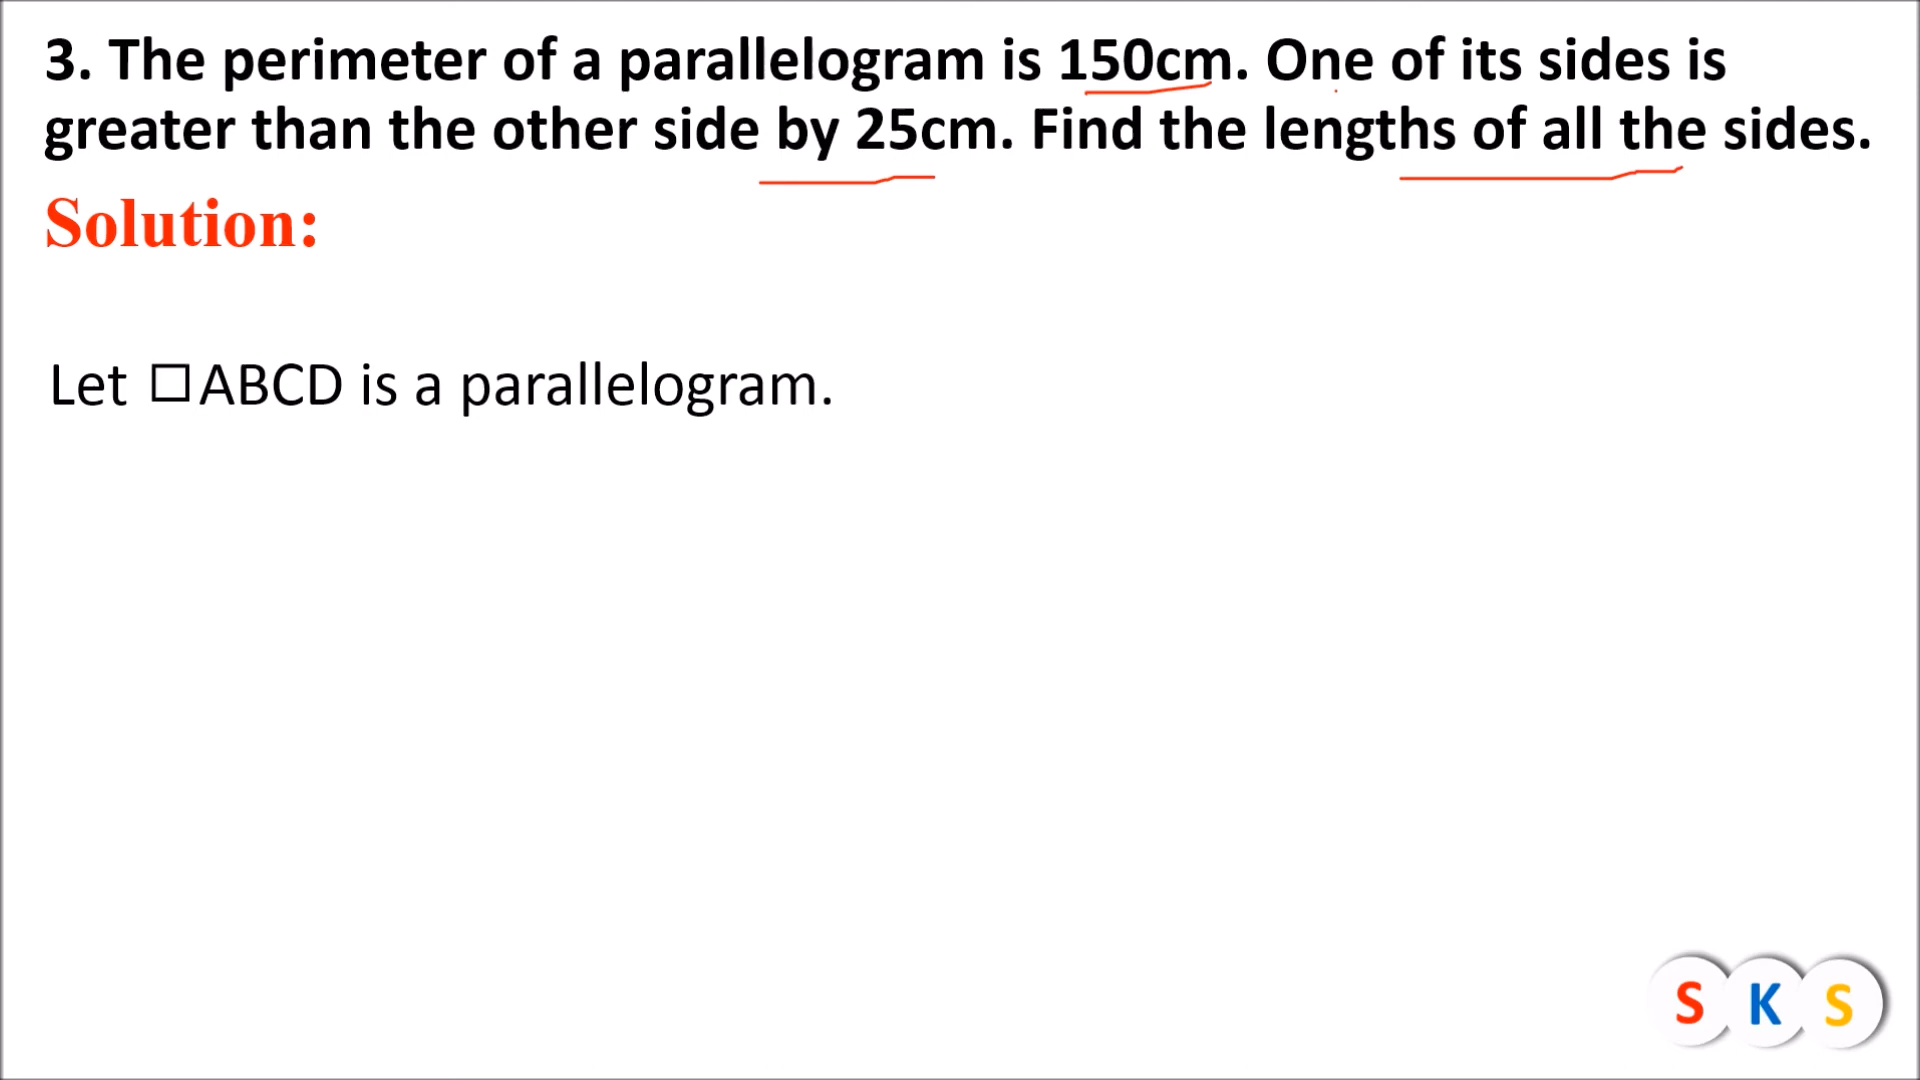 3. The perimeter of a parallelogram is 150cm. One of its sides is
greater than the other side by 25cm. Find the lengths of all the sides.
Solution:
Let □ABCD is a parallelogram.
S K S